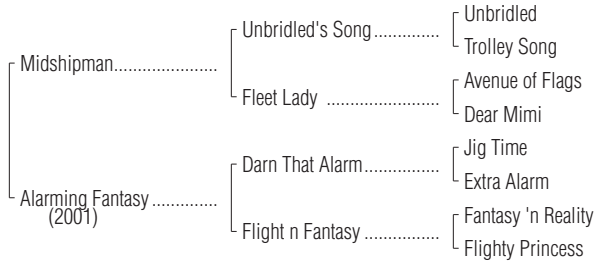 Unbridled
Unbridled's Song..............
Trolley Song
Midshipman......................
Avenue of Flags
Fleet Lady ........................
Dear Mimi
Jig Time
Darn That Alarm................
Extra Alarm
Alarming Fantasy..............
(2001)
Fantasy 'n Reality
Flight n Fantasy ................
Flighty Princess